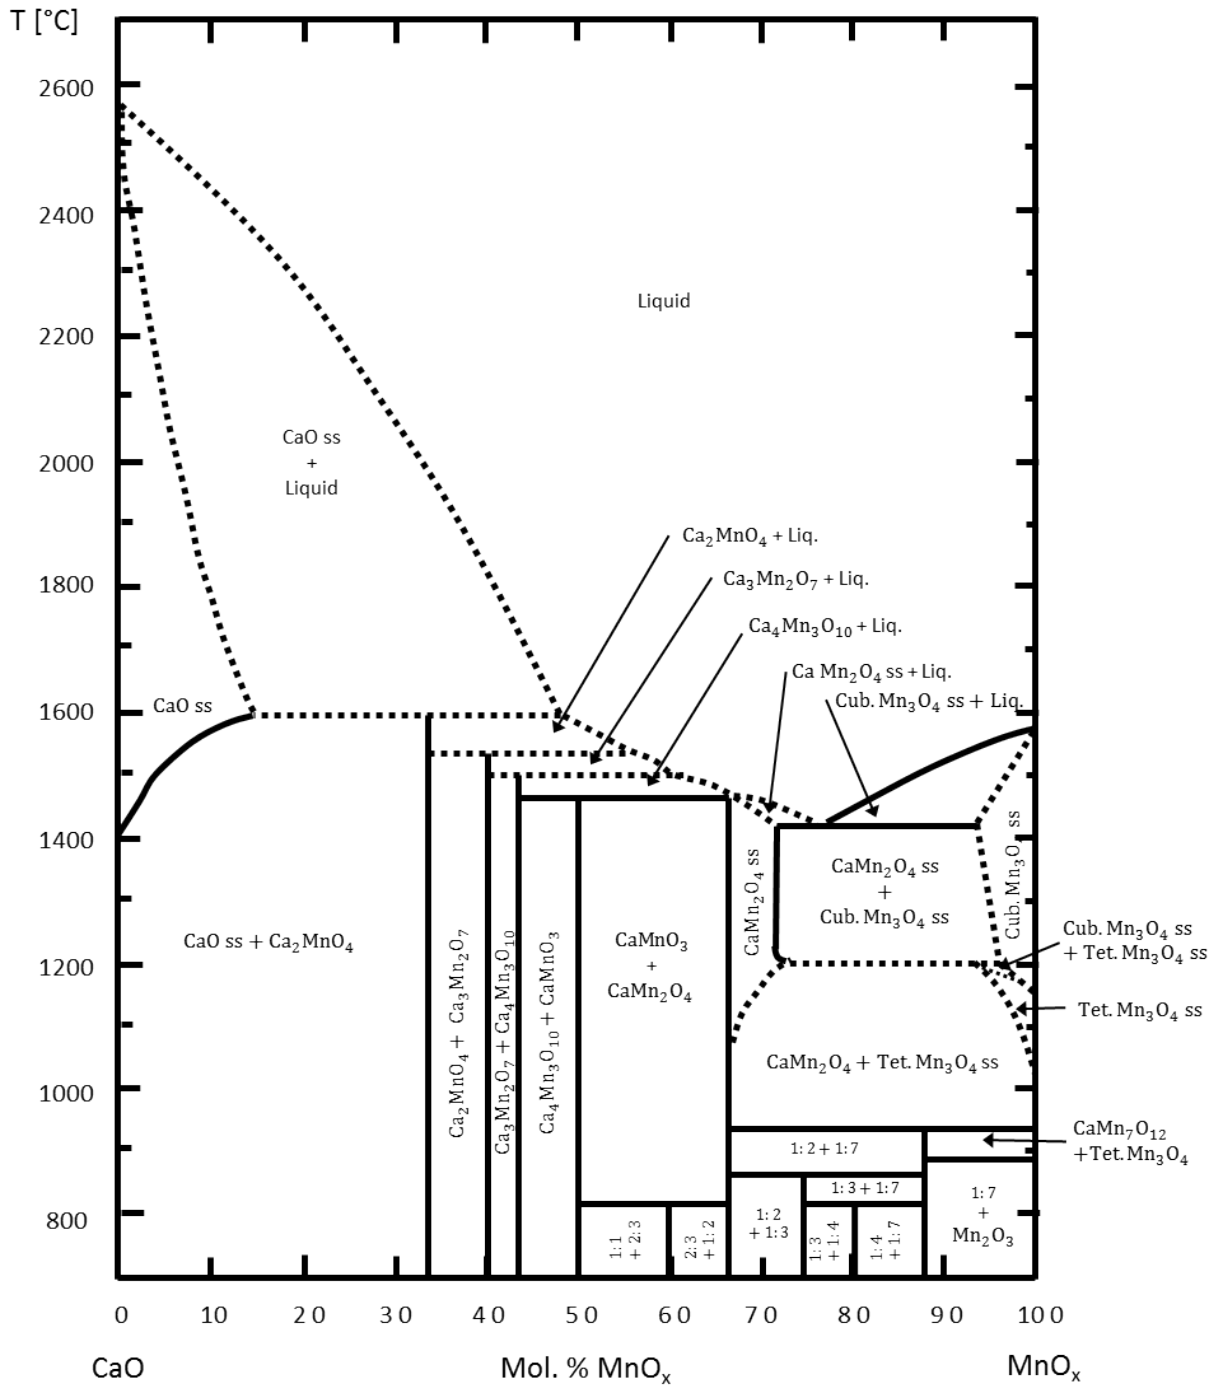 T [°C]
2600
2400
2200
2000
1800
1600
1400
1200
1000
800
Liquid
CaO ss
+
Liquid
Ca₂MnO₄ + Liq.
Ca₃Mn₂O₇ + Liq.
Ca₄Mn₃O₁₀ + Liq.
Ca Mn₂O₄ ss + Liq.
Cub. Mn₃O₄ ss + Liq.
CaO ss
CaO ss + Ca₂MnO₄
Ca₂MnO₄ + Ca₃Mn₂O₇
Ca₃Mn₂O₇ + Ca₄Mn₃O₁₀
Ca₄Mn₃O₁₀ + CaMnO₃
CaMnO₃
+
CaMn₂O₄
CaMn₂O₄ ss
CaMn₂O₄ ss
+
Cub. Mn₃O₄ ss
Cub. Mn₃O₄ ss
Cub. Mn₃O₄ ss
+ Tet. Mn₃O₄ ss
Tet. Mn₃O₄ ss
CaMn₂O₄ + Tet. Mn₃O₄ ss
CaMn₇O₁₂
+Tet. Mn₃O₄
1: 2 + 1: 7
1: 3 + 1: 7
1:1
+ 2:3
2:3
+ 1:2
1: 2
+ 1: 3
1:3
+ 1:4
1:4
+ 1:7
1: 7
+
Mn₂O₃
0 10 20 30 40 50 60 70 80 90 100
CaO Mol. % MnOₓ MnOₓ